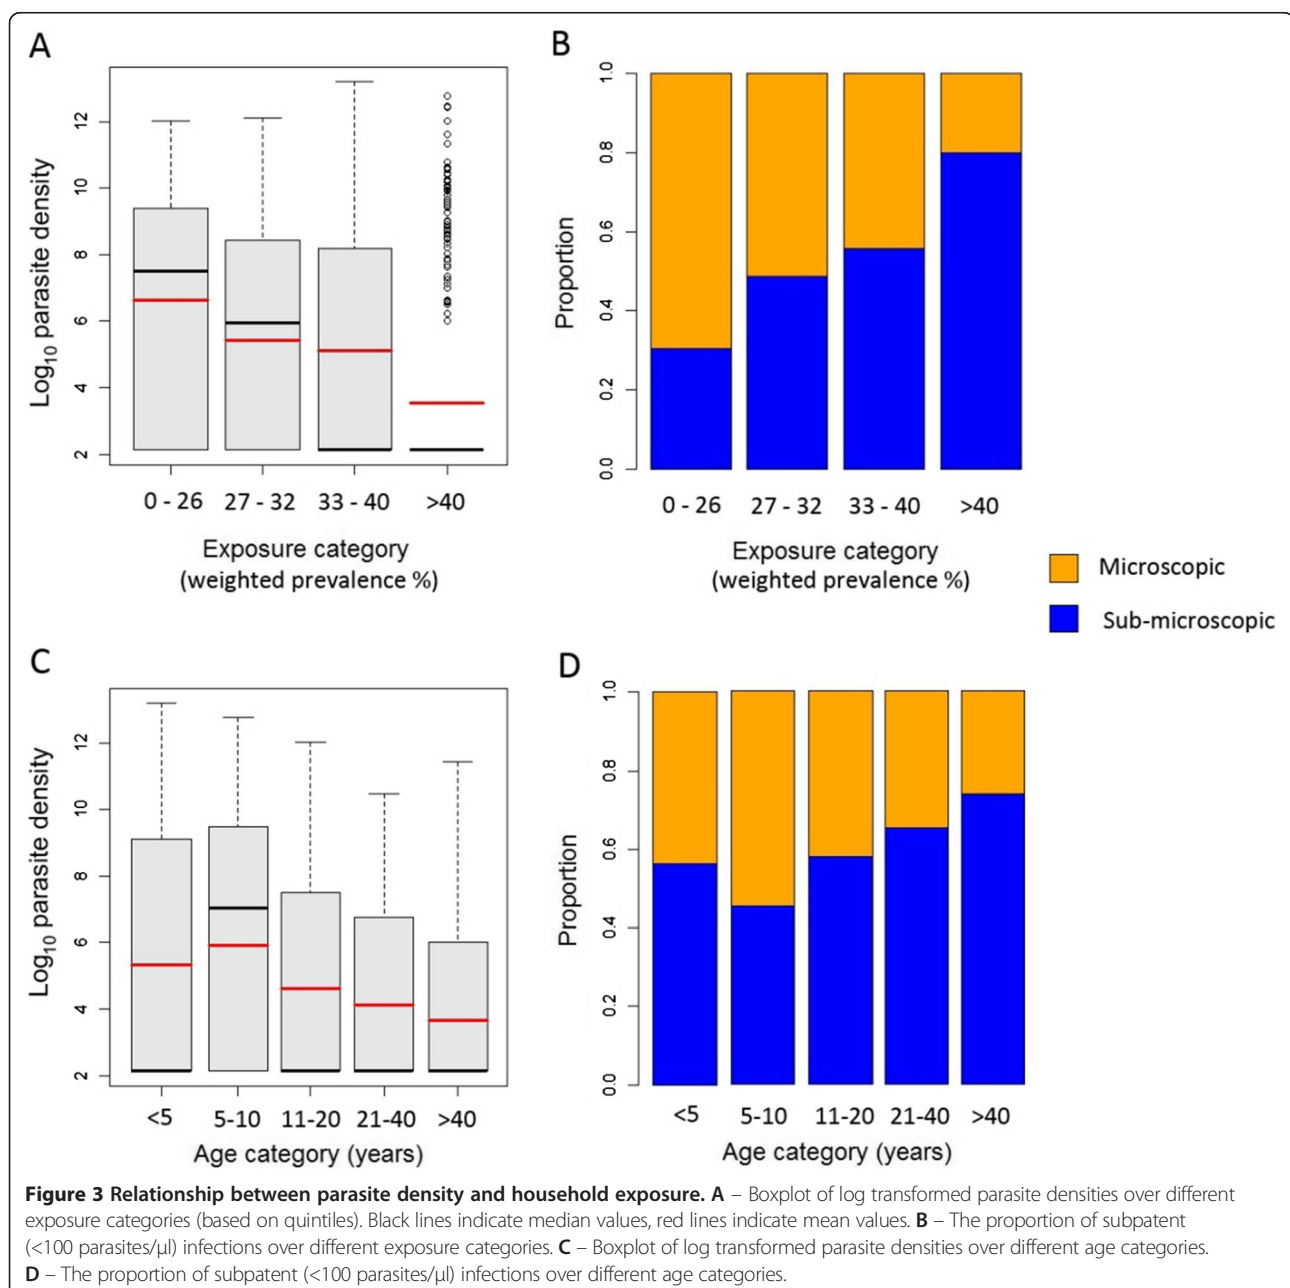 A
Log10 parasite density
12
10
8
6
4
2
0 - 26 27 - 32 33 - 40 >40
Exposure category
(weighted prevalence %)
B
Proportion
1.0
0.8
0.6
0.4
0.2
0.0
0 - 26 27 - 32 33 - 40 >40
Exposure category
(weighted prevalence %)
Microscopic
Sub-microscopic
C
Log10 parasite density
12
10
8
6
4
2
<5 5-10 11-20 21-40 >40
Age category (years)
D
Proportion
1.0
0.8
0.6
0.4
0.2
0.0
<5 5-10 11-20 21-40 >40
Age category (years)
Figure 3 Relationship between parasite density and household exposure. A – Boxplot of log transformed parasite densities over different
exposure categories (based on quintiles). Black lines indicate median values, red lines indicate mean values. B – The proportion of subpatent
(<100 parasites/μl) infections over different exposure categories. C – Boxplot of log transformed parasite densities over different age categories.
D – The proportion of subpatent (<100 parasites/μl) infections over different age categories.